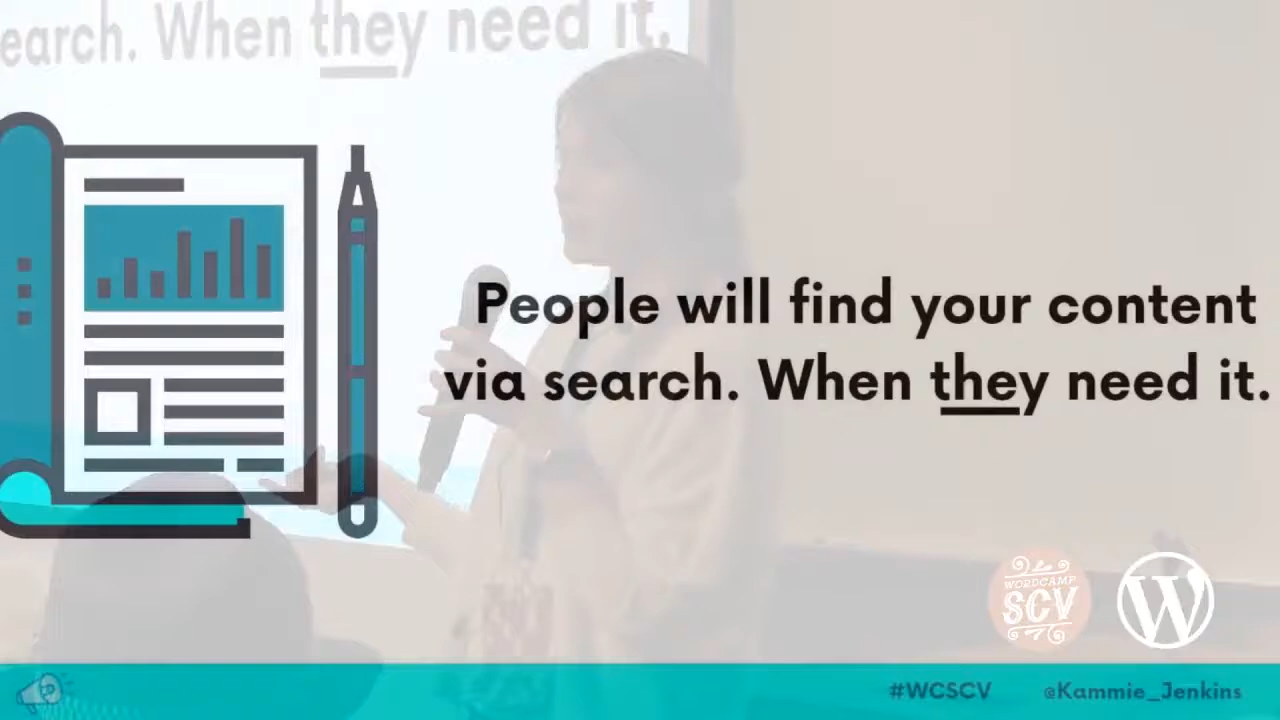 earch. When they need it.
People will find your content
via search. When they need it.
WORDCAMP
SCV
W
#WCSCV @Kammie_Jenkins